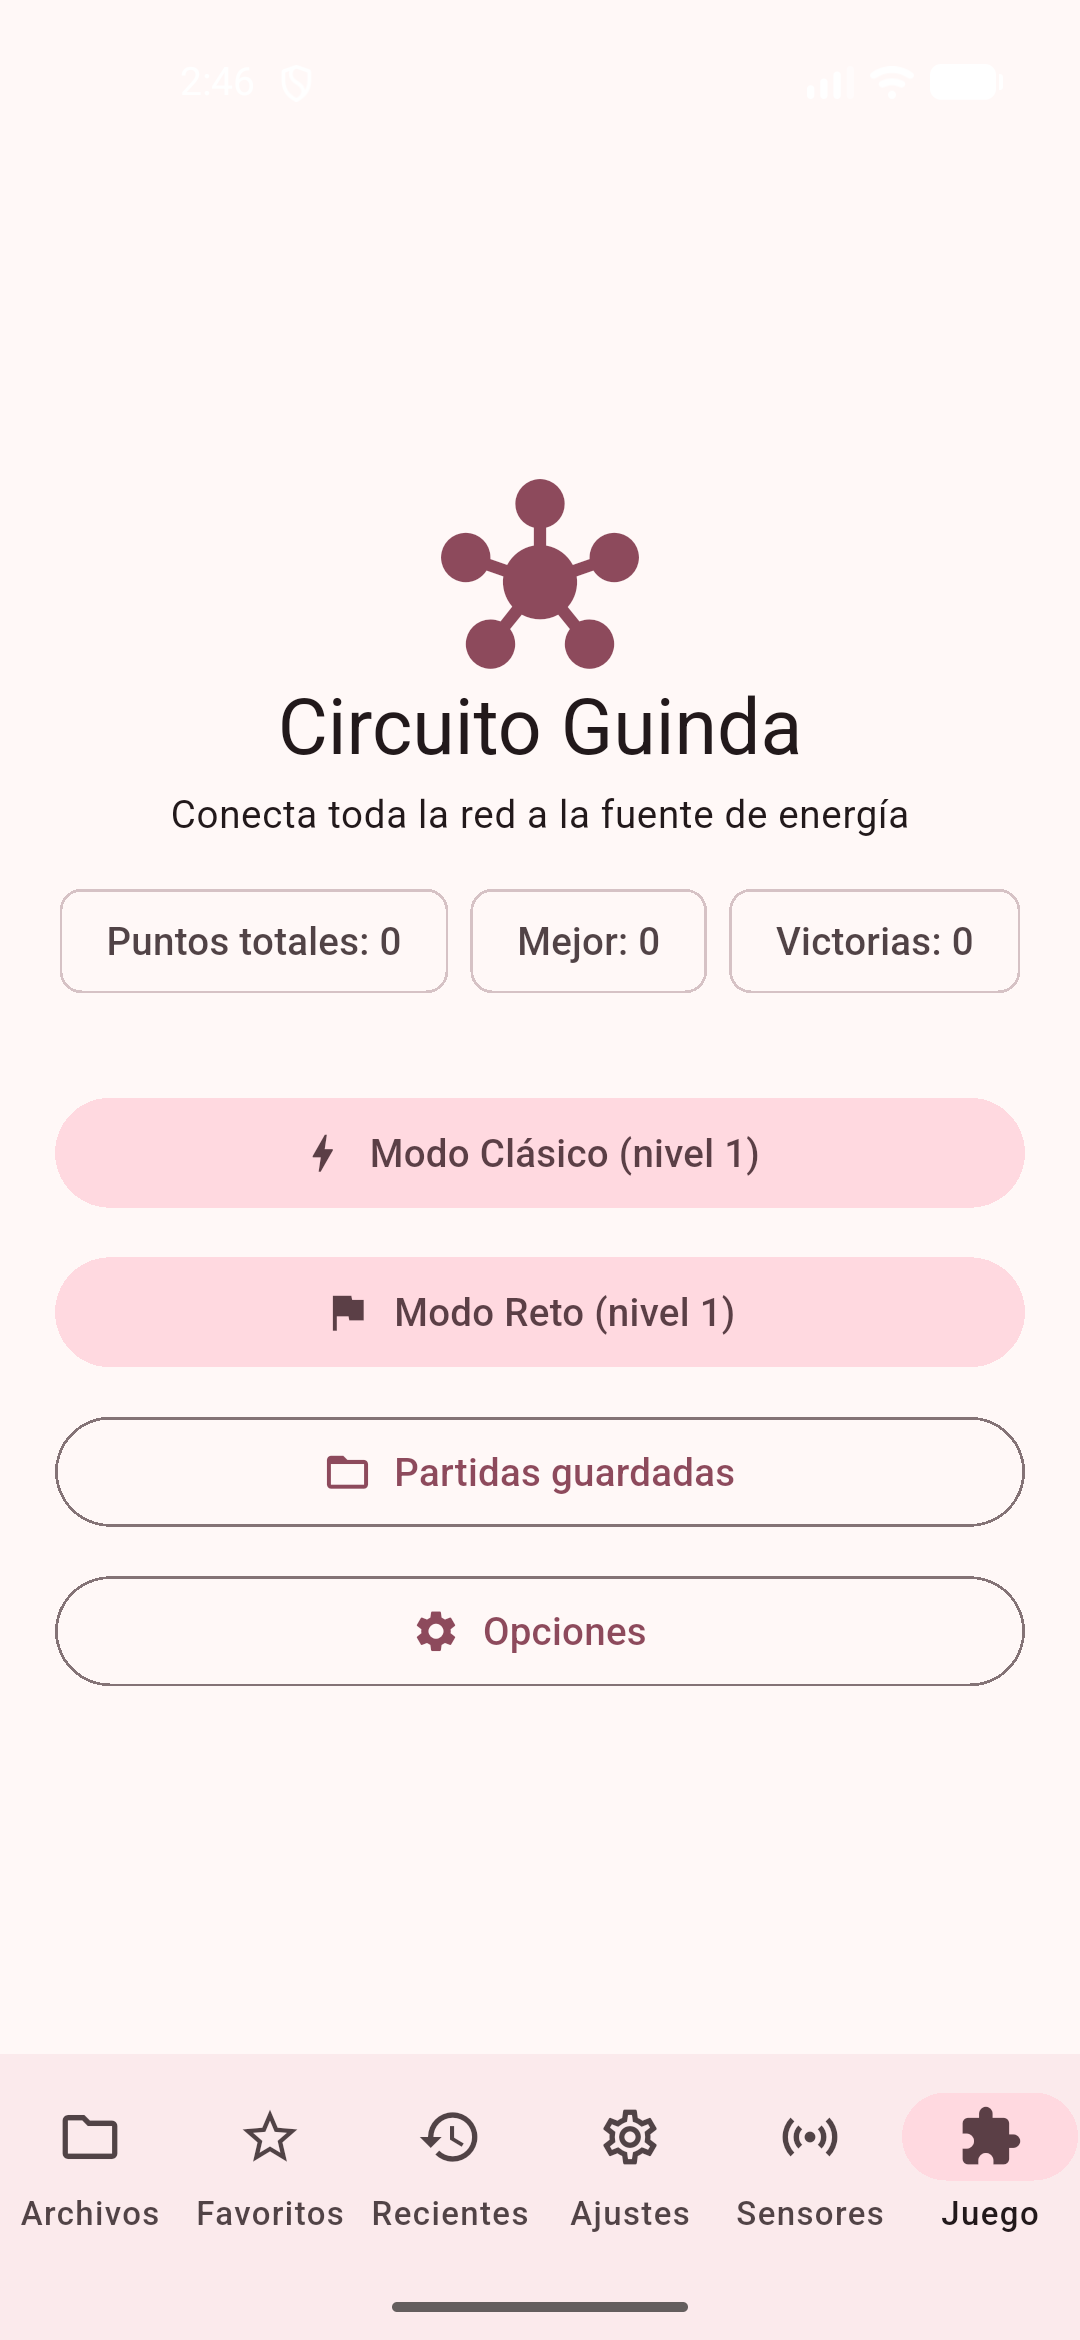 2:46
Circuito Guinda
Conecta toda la red a la fuente de energía
Puntos totales: 0
Mejor: 0
Victorias: 0
Modo Clásico (nivel 1)
Modo Reto (nivel 1)
Partidas guardadas
Opciones
Archivos
Favoritos
Recientes
Ajustes
Sensores
Juego